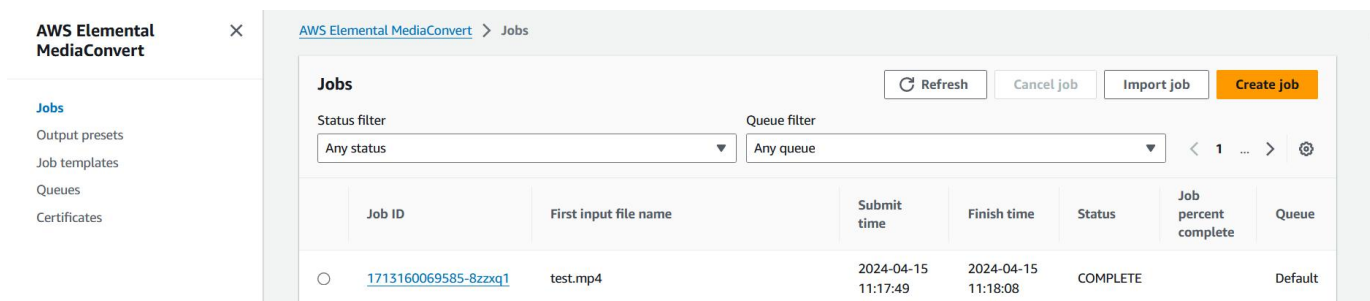 AWS Elemental
MediaConvert
Jobs
Output presets
Job templates
Queues
Certificates
AWS Elemental MediaConvert > Jobs
Jobs
Refresh
Cancel job
Import job
Create job
Status filter
Queue filter
Any status
Any queue
1 ...
Job ID
First input file name
Submit
time
Finish time
Status
Job
percent
complete
Queue
1713160069585-8zzxq1
test.mp4
2024-04-15
11:17:49
2024-04-15
11:18:08
COMPLETE
Default